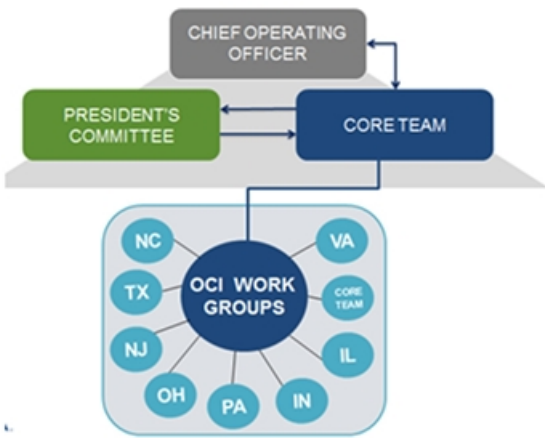 CHIEF OPERATING
OFFICER
PRESIDENT'S
COMMITTEE
CORE TEAM
NC
VA
TX
OCI WORK
GROUPS
CORE
TEAM
NJ
IL
OH
PA
IN